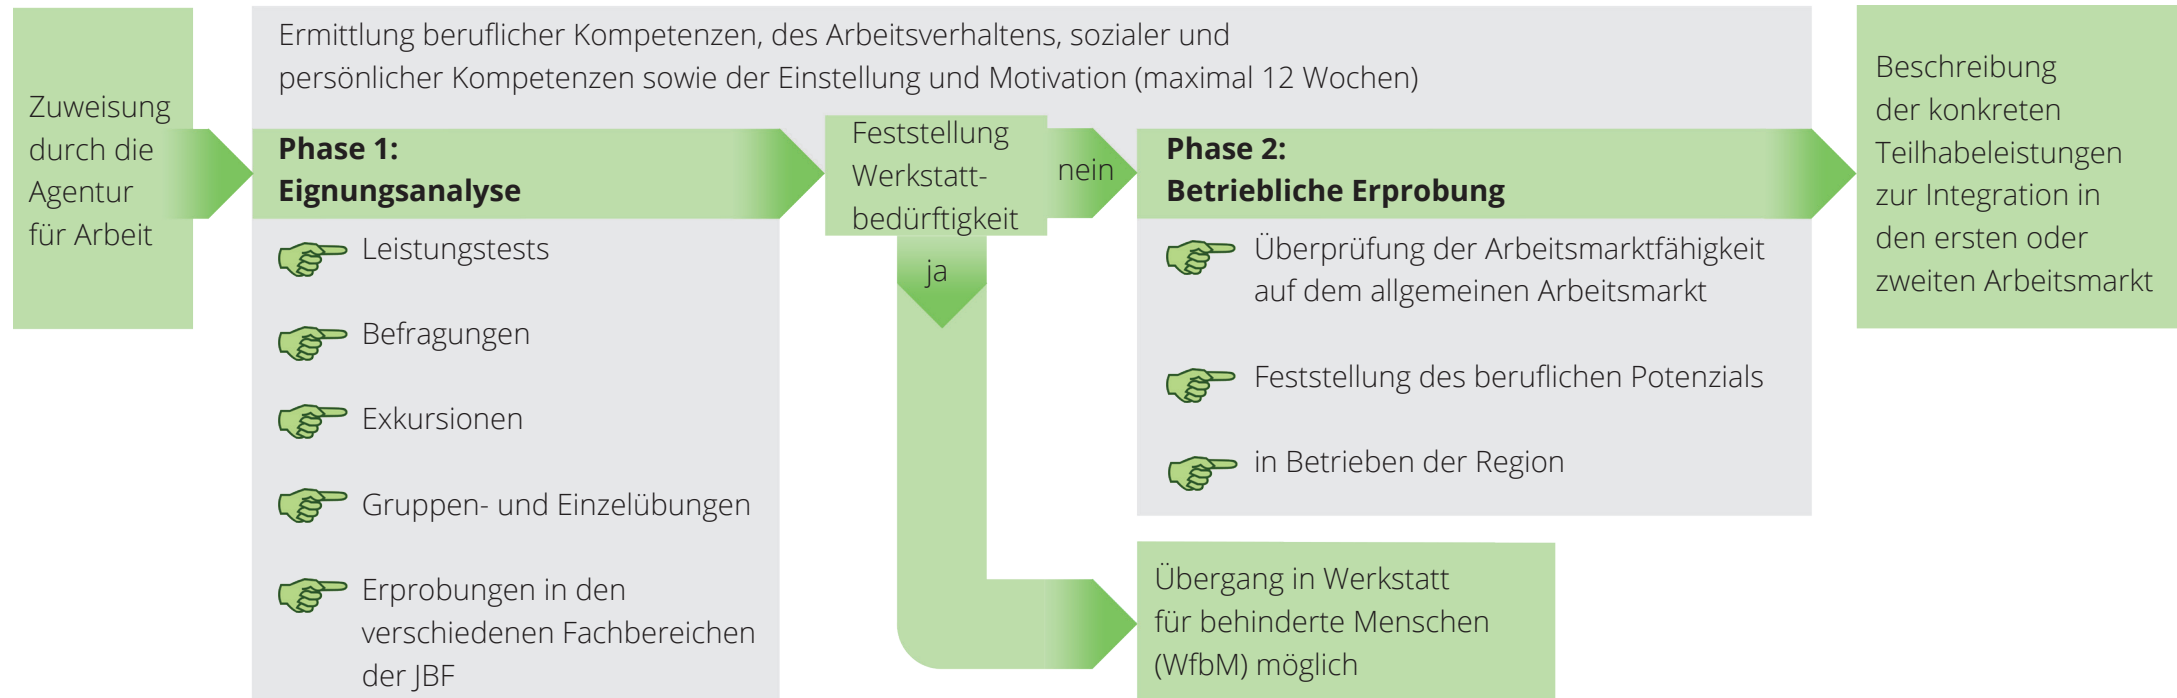 Zuweisung
durch die
Agentur
für Arbeit
Ermittlung beruflicher Kompetenzen, des Arbeitsverhaltens, sozialer und
persönlicher Kompetenzen sowie der Einstellung und Motivation (maximal 12 Wochen)
Phase 1:
Eignungsanalyse
Leistungstests
Befragungen
Exkursionen
Gruppen- und Einzelübungen
Erprobungen in den
verschiedenen Fachbereichen
der JBF
Feststellung
Werkstatt-
bedürftigkeit
nein
ja
Phase 2:
Betriebliche Erprobung
Überprüfung der Arbeitsmarktfähigkeit
auf dem allgemeinen Arbeitsmarkt
Feststellung des beruflichen Potenzials
in Betrieben der Region
Übergang in Werkstatt
für behinderte Menschen
(WfbM) möglich
Beschreibung
der konkreten
Teilhabeleistungen
zur Integration in
den ersten oder
zweiten Arbeitsmarkt